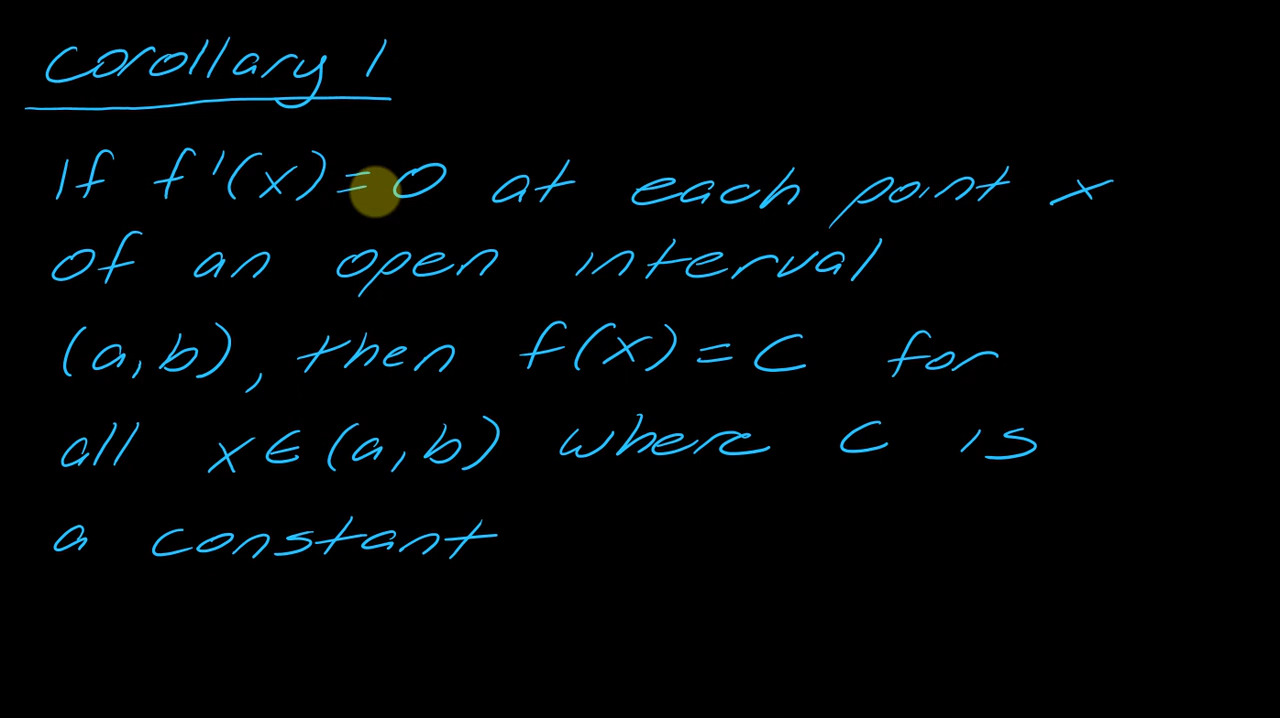 Corollary 1
If f'(x)=0 at each point x
of an open interval
(a,b), then f(x)=C for
all x∈(a,b) where C is
a constant